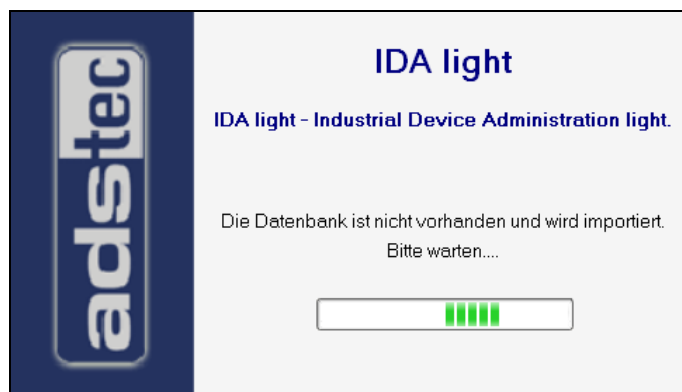 adstec
IDA light
IDA light - Industrial Device Administration light.
Die Datenbank ist nicht vorhanden und wird importiert.
Bitte warten....